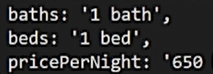 baths: '1 bath',
beds: '1 bed',
pricePerNight: '650